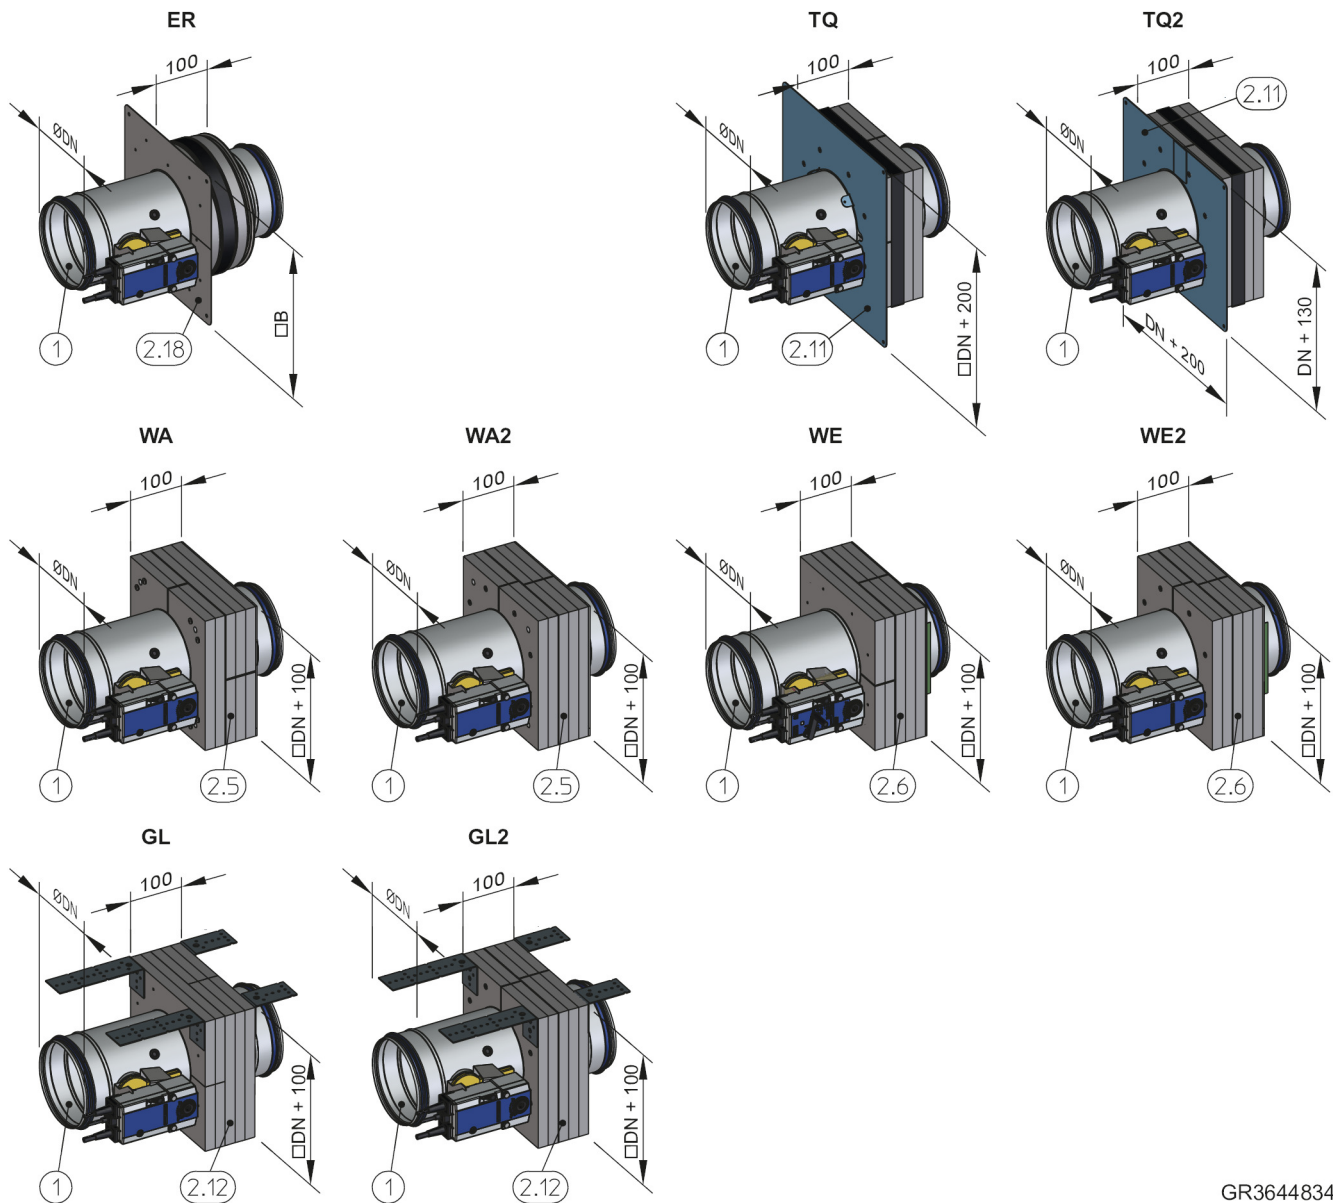 ER
TQ
TQ2
100
ØDN
□B
1
2.18
100
ØDN
□DN + 200
1
2.11
100
2.11
ØDN
DN + 200
DN + 130
1
WA
WA2
WE
WE2
100
ØDN
□DN + 100
1
2.5
100
ØDN
□DN + 100
1
2.5
100
ØDN
□DN + 100
1
2.6
100
ØDN
□DN + 100
1
2.6
GL
GL2
100
ØDN
□DN + 100
1
2.12
100
ØDN
□DN + 100
1
2.12
GR3644834